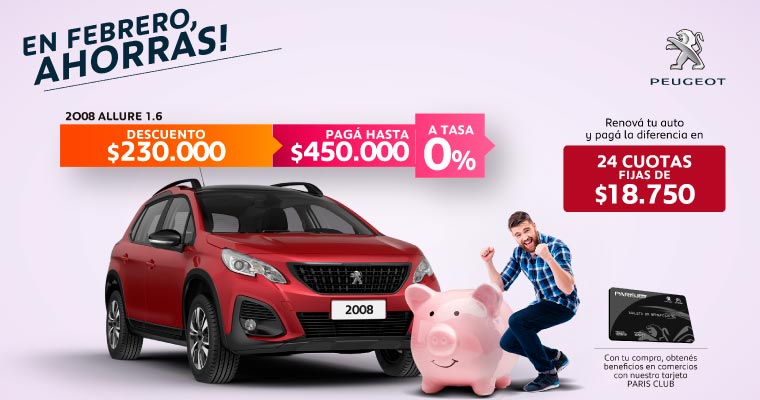 EN FEBRERO,
AHORRAS!
PEUGEOT
2008 ALLURE 1.6
DESCUENTO
$230.000
PAGÁ HASTA
$450.000
A TASA
0%
Renová tu auto
y pagá la diferencia en
24 CUOTAS
FIJAS DE
$18.750
2008
Con tu compra, obtenés
beneficios en comercios
con nuestra tarjeta
PARIS CLUB